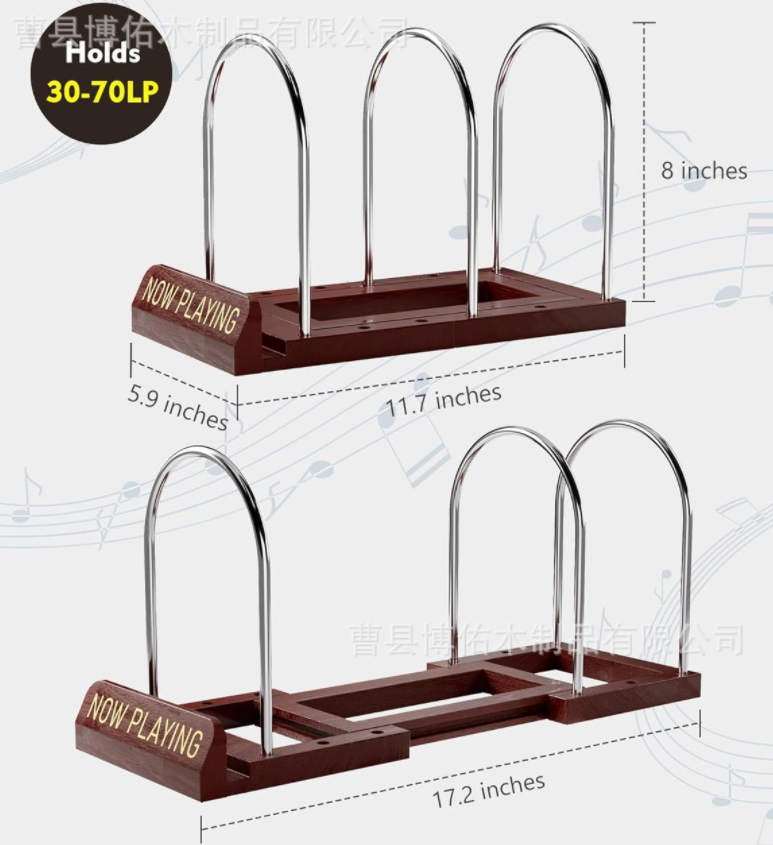 曹县博佑木制品有限公司
Holds
30-70LP
8 inches
NOW PLAYING
5.9 inches
11.7 inches
曹县博佑木制品有限公司
NOW PLAYING
17.2 inches